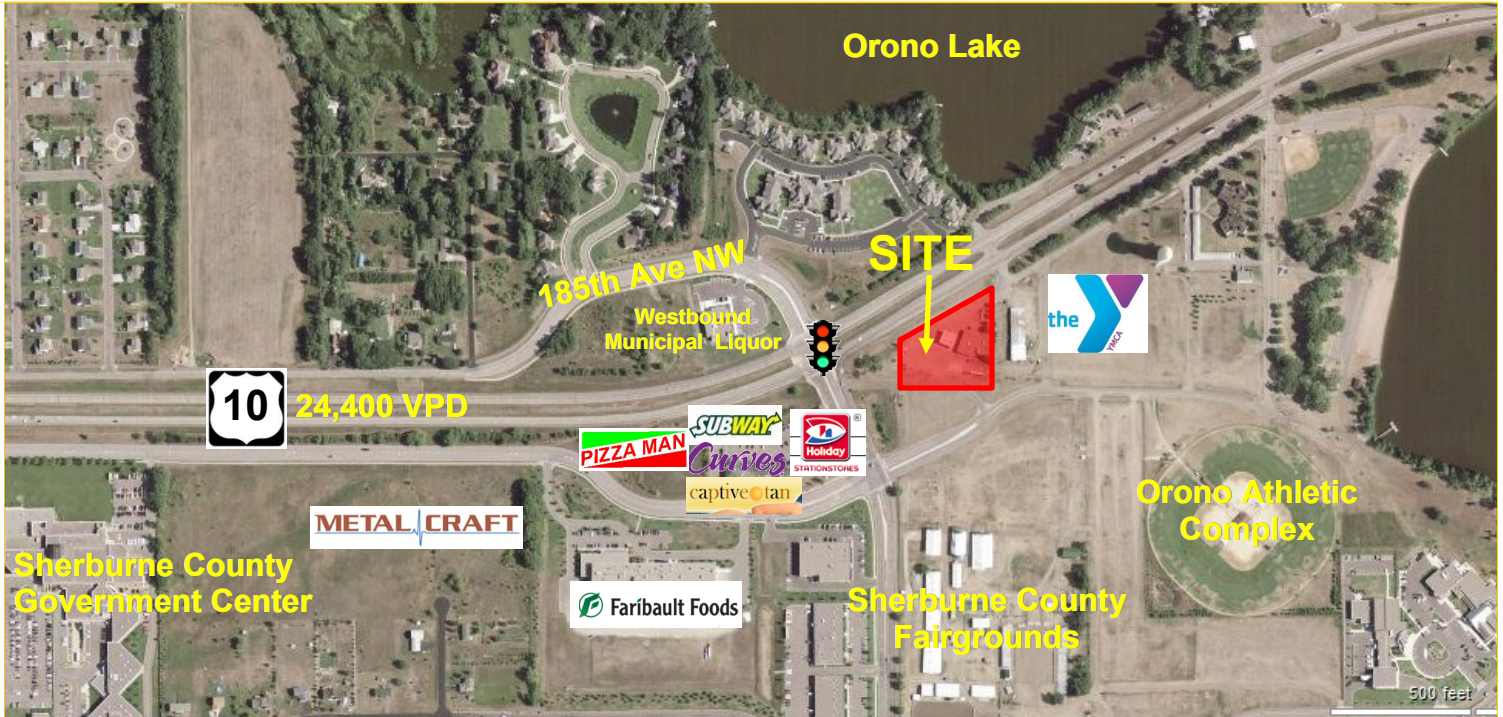 Orono Lake
SITE
185th Ave NW
the
YMCA
Westbound
Municipal Liquor
10
24,400 VPD
SUBWAY
PIZZA MAN
Curves
Holiday
STATIONSTORES
captive tan
METAL CRAFT
Orono Athletic
Complex
Sherburne County
Government Center
Faribault Foods
Sherburne County
Fairgrounds
500 feet